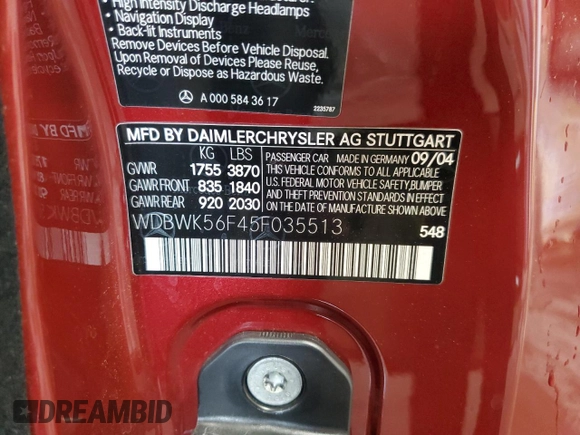 • High Intensity Discharge Headlamps
• Navigation Display
• Back-lit Instruments
Remove Devices Before Vehicle Disposal.
Upon Removal of Devices Please Reuse,
Recycle or Dispose as Hazardous Waste.
A 000 584 36 17
2235787
MFD BY DAIMLERCHRYSLER AG STUTTGART
KG LBS
GVWR 1755 3870
GAWR FRONT 835 1840
GAWR REAR 920 2030
PASSENGER CAR MADE IN GERMANY 09/04
THIS VEHICLE CONFORMS TO ALL APPLICABLE
U.S. FEDERAL MOTOR VEHICLE SAFETY,BUMPER
AND THEFT PREVENTION STANDARDS IN EFFECT
ON THE DATE OF MANUFACTURE SHOWN ABOVE
WDBWK56F45F035513
548
DREAMBID